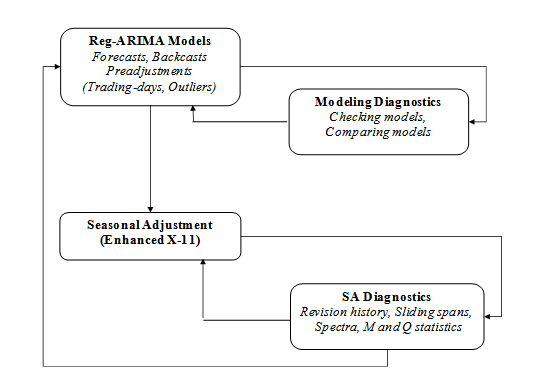 Reg-ARIMA Models
Forecasts, Backcasts
Preadjustments
(Trading-days, Outliers)
Modeling Diagnostics
Checking models,
Comparing models
Seasonal Adjustment
(Enhanced X-11)
SA Diagnostics
Revision history, Sliding spans,
Spectra, M and Q statistics